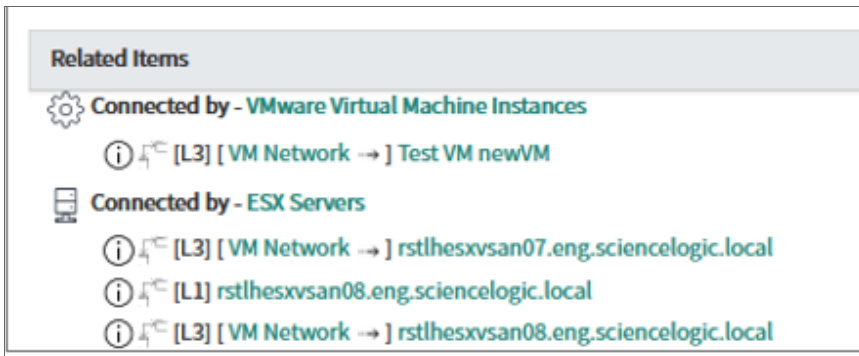 Related Items
Connected by - VMware Virtual Machine Instances
[L3] [ VM Network → ] Test VM newVM
Connected by - ESX Servers
[L3] [ VM Network → ] rstlhesxvsan07.eng.sciencelogic.local
[L1] rstlhesxvsan08.eng.sciencelogic.local
[L3] [ VM Network → ] rstlhesxvsan08.eng.sciencelogic.local